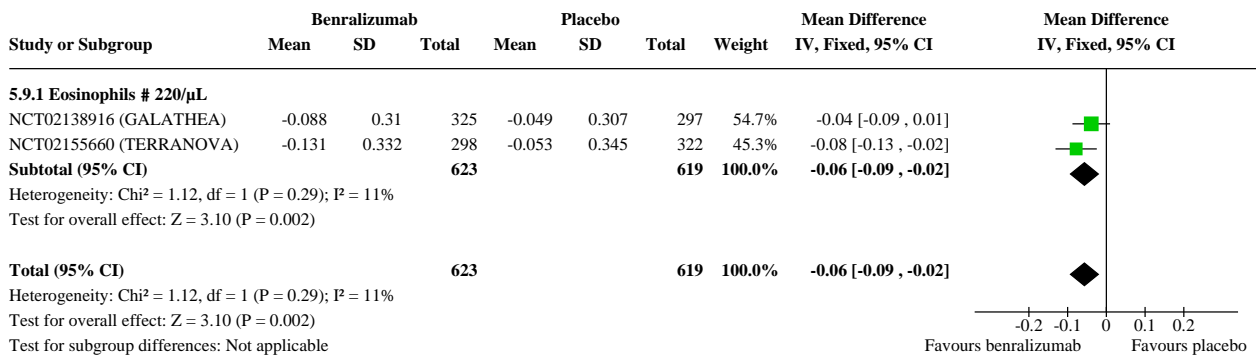 Benralizumab Placebo Mean Difference Mean Difference
Study or Subgroup Mean SD Total Mean SD Total Weight IV, Fixed, 95% CI IV, Fixed, 95% CI
5.9.1 Eosinophils # 220/µL
NCT02138916 (GALATHEA) -0.088 0.31 325 -0.049 0.307 297 54.7% -0.04 [-0.09 , 0.01]
NCT02155660 (TERRANOVA) -0.131 0.332 298 -0.053 0.345 322 45.3% -0.08 [-0.13 , -0.02]
Subtotal (95% CI) 623 619 100.0% -0.06 [-0.09 , -0.02]
Heterogeneity: Chi² = 1.12, df = 1 (P = 0.29); I² = 11%
Test for overall effect: Z = 3.10 (P = 0.002)
Total (95% CI) 623 619 100.0% -0.06 [-0.09 , -0.02]
Heterogeneity: Chi² = 1.12, df = 1 (P = 0.29); I² = 11%
Test for overall effect: Z = 3.10 (P = 0.002) -0.2 -0.1 0 0.1 0.2
Test for subgroup differences: Not applicable Favours benralizumab Favours placebo